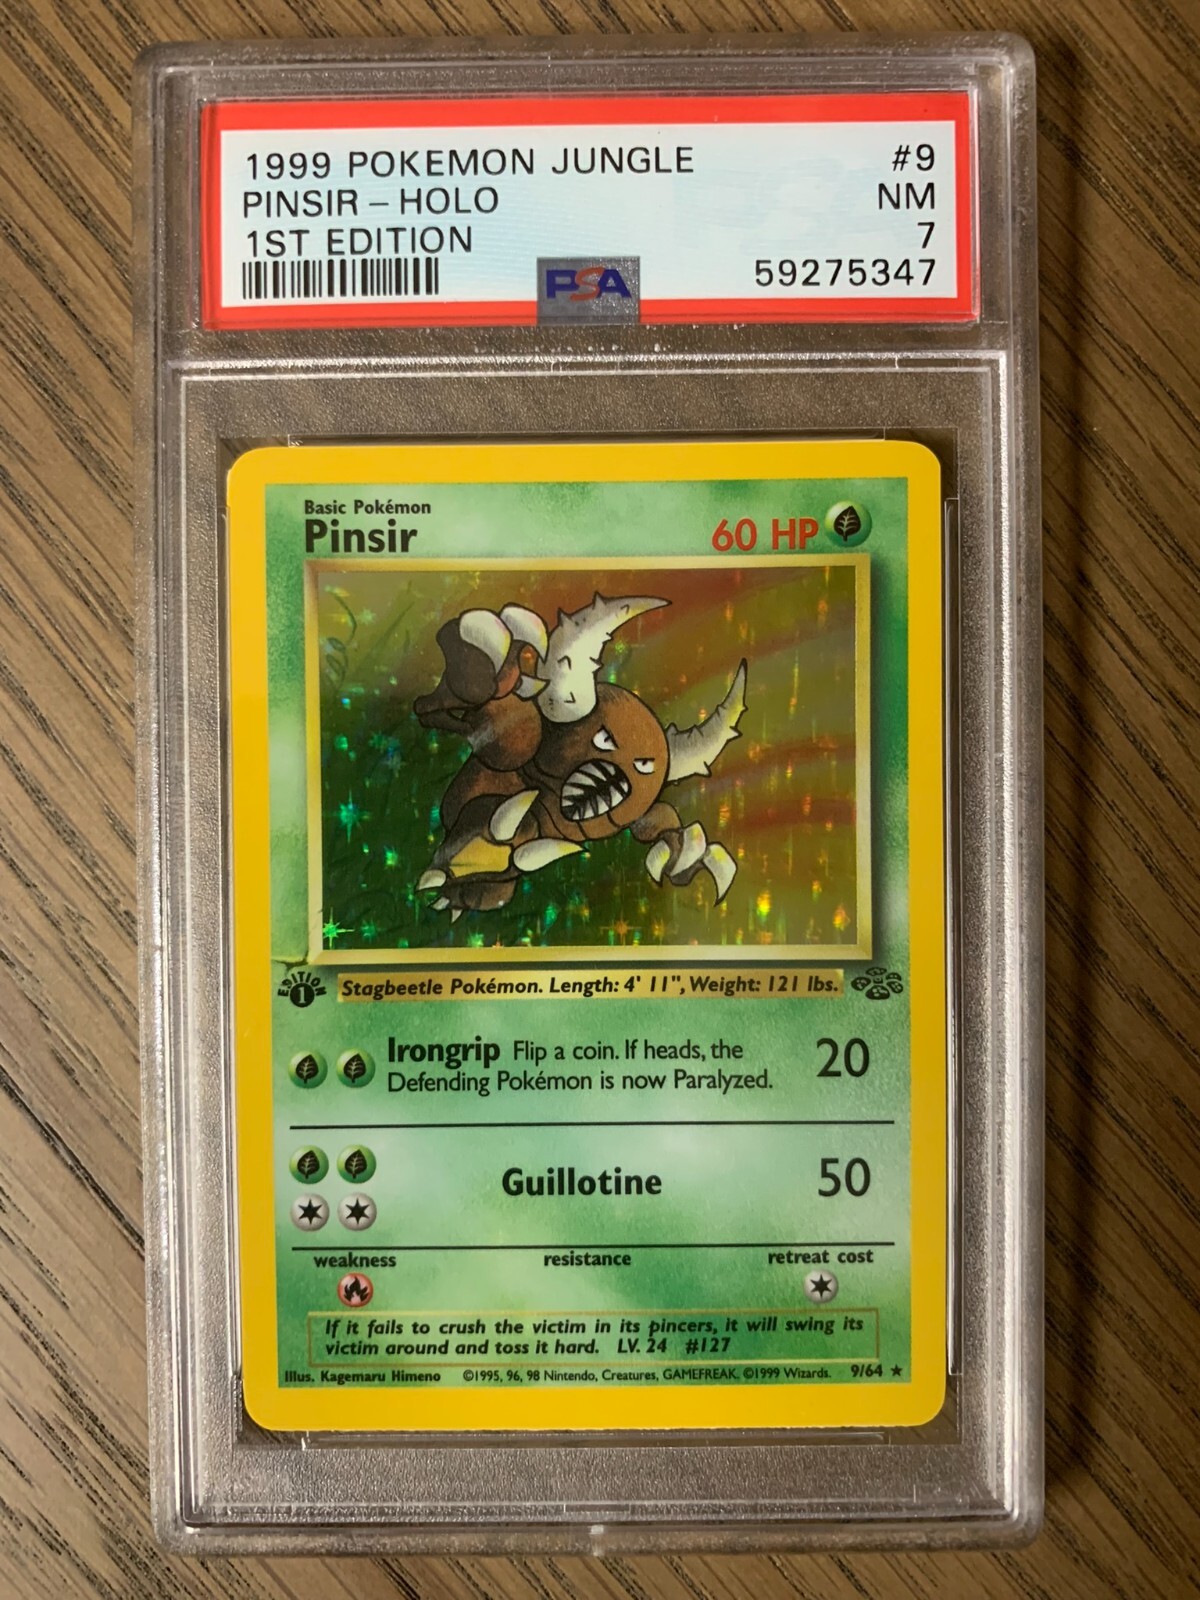 1999 POKEMON JUNGLE #9
PINSIR – HOLO NM
1ST EDITION 7
PSA 59275347
Basic Pokémon
Pinsir 60 HP
EDITION 1
Stagbeetle Pokémon. Length: 4' 11", Weight: 121 lbs.
Irongrip Flip a coin. If heads, the
Defending Pokémon is now Paralyzed. 20
Guillotine 50
weakness resistance retreat cost
If it fails to crush the victim in its pincers, it will swing its
victim around and toss it hard. LV. 24 #127
Illus. Kagemaru Himeno ©1995, 96, 98 Nintendo, Creatures, GAMEFREAK. ©1999 Wizards. 9/64 ★